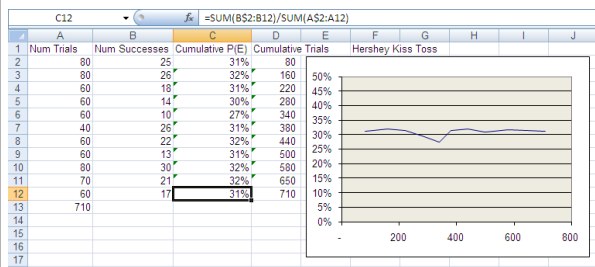 C12 fx =SUM(B$2:B12)/SUM(A$2:A12)
A B C D E F G H I J
1 Num Trials Num Successes Cumulative P(E) Cumulative Trials Hershey Kiss Toss
2 80 25 31% 80
3 80 26 32% 160
4 60 18 31% 220
5 60 14 30% 280
6 60 10 27% 340
7 40 26 31% 380
8 60 22 32% 440
9 60 13 31% 500
10 80 30 32% 580
11 70 21 32% 650
12 60 17 31% 710
13 710
14
15
16
17
50%
45%
40%
35%
30%
25%
20%
15%
10%
5%
0%
- 200 400 600 800